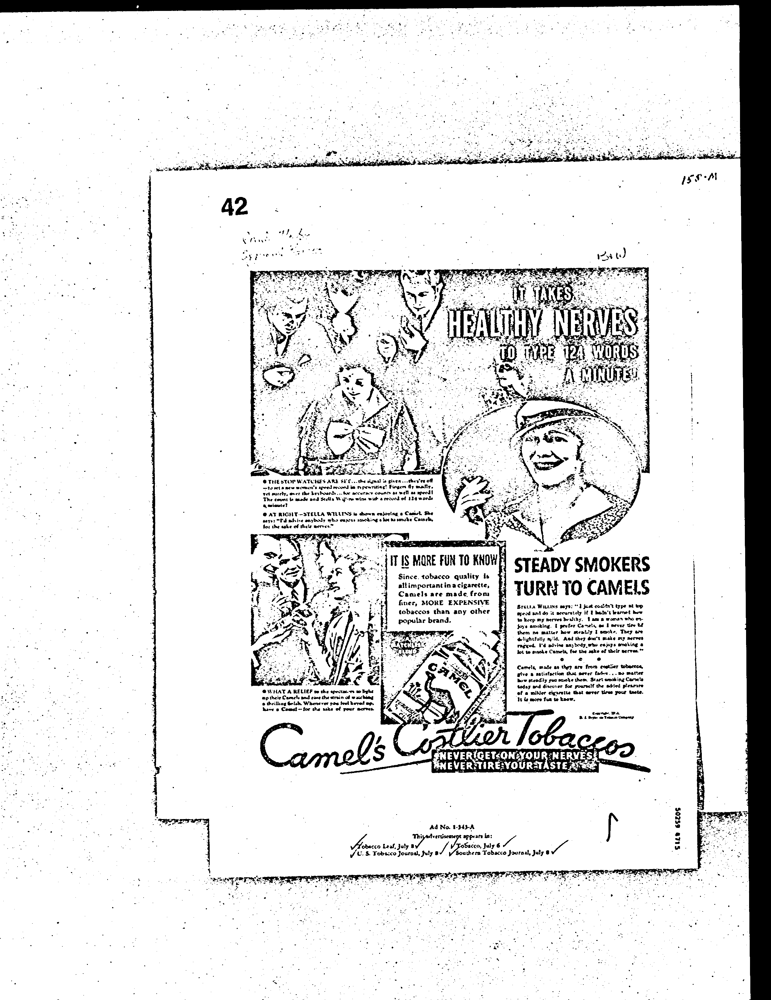 155-M
42
B+W
IT TAKES
HEALTHY NERVES
TO TYPE 124 WORDS
A MINUTE!
• THE STOP WATCHES ARE SET... the signal is given... they're off
—to set a new women's speed record in typewriting! Fingers fly madly,
yet surely, over the keyboards... for accuracy counts as well as speed!
The count is made and Stella Willins wins with a record of 124 words
a minute!
• AT RIGHT—STELLA WILLINS is shown enjoying a Camel. She
says: "I'd advise anybody who enjoys smoking a lot to smoke Camels,
for the sake of their nerves."
IT IS MORE FUN TO KNOW
Since tobacco quality is
all important in a cigarette,
Camels are made from
finer, MORE EXPENSIVE
tobaccos than any other
popular brand.
CAMEL
• WHAT A RELIEF to the spectators to light
up their Camels and ease the strain of watching
a thrilling finish. Whenever you feel keyed up,
have a Camel—for the sake of your nerves.
STEADY SMOKERS
TURN TO CAMELS
STELLA WILLINS says: "I just couldn't type at top
speed and do it accurately if I hadn't learned how
to keep my nerves healthy. I am a woman who en-
joys smoking. I prefer Camels, as I never tire of
them no matter how steadily I smoke. They are
delightfully mild. And they don't make my nerves
ragged. I'd advise anybody who enjoys smoking a
lot to smoke Camels, for the sake of their nerves."
Camels, made as they are from costlier tobaccos,
give a satisfaction that never fades... no matter
how steadily you smoke them. Start smoking Camels
today and discover for yourself the added pleasure
of a milder cigarette that never tires your taste.
It is more fun to know.
R. J. Reynolds Tobacco Company
Camel's Costlier Tobaccos
NEVER GET ON YOUR NERVES
NEVER TIRE YOUR TASTE
Ad No. 1-343-A
This advertisement appears in:
Tobacco Leaf, July 8 Tobacco, July 6
U. S. Tobacco Journal, July 8 Southern Tobacco Journal, July 8
50259 4715